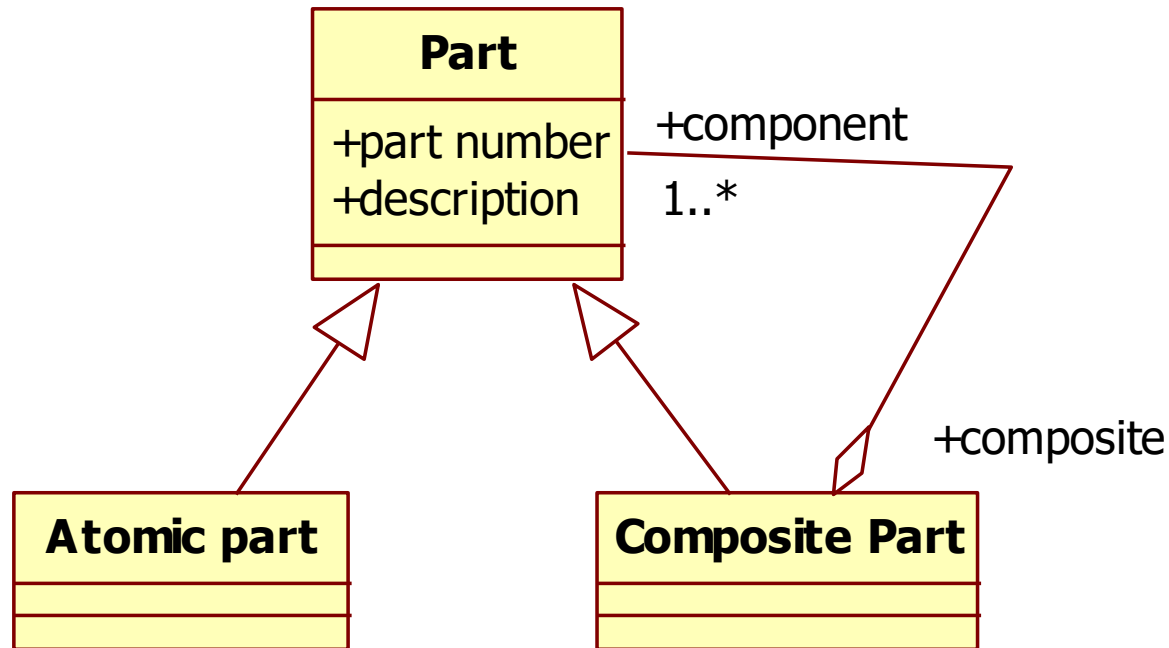 Part
+part number
+description
+component
1..*
+composite
Atomic part
Composite Part